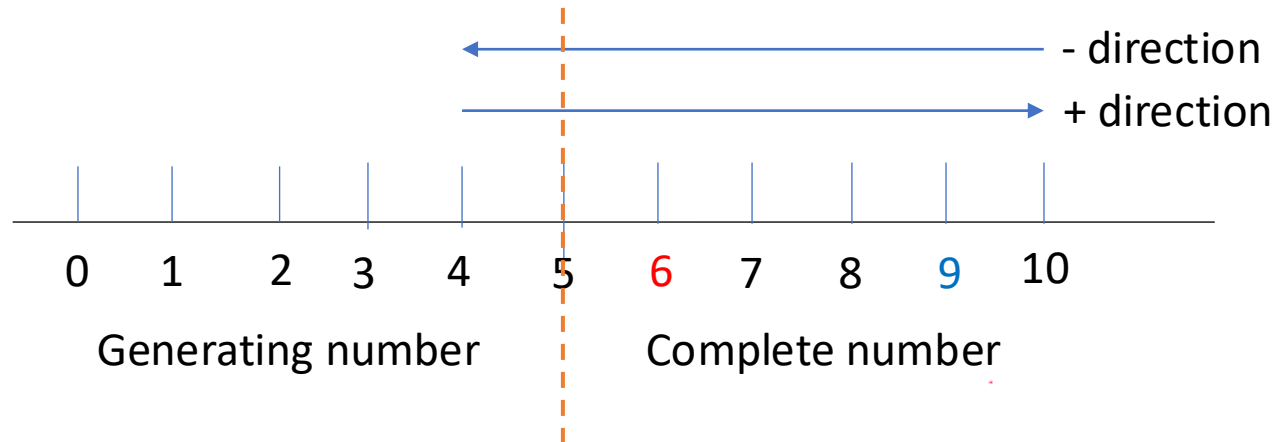 - direction
+ direction
0 1 2 3 4 5 6 7 8 9 10
Generating number Complete number